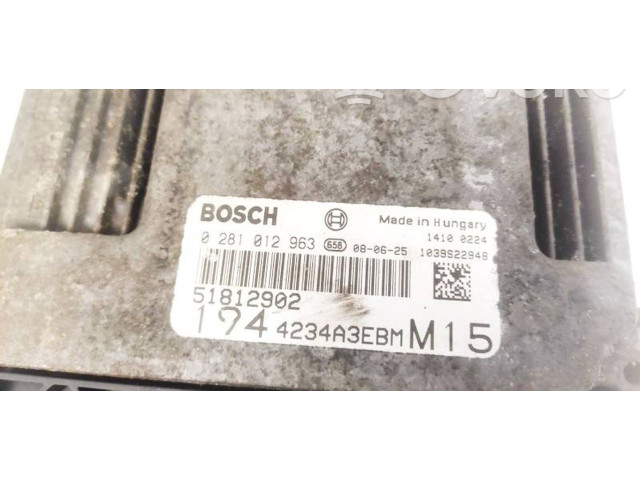 BOSCH Made in Hungary
0 281 012 963 658 08-06-25 1410 0224
1039S22948
51812902
194 4234A3EBM M15